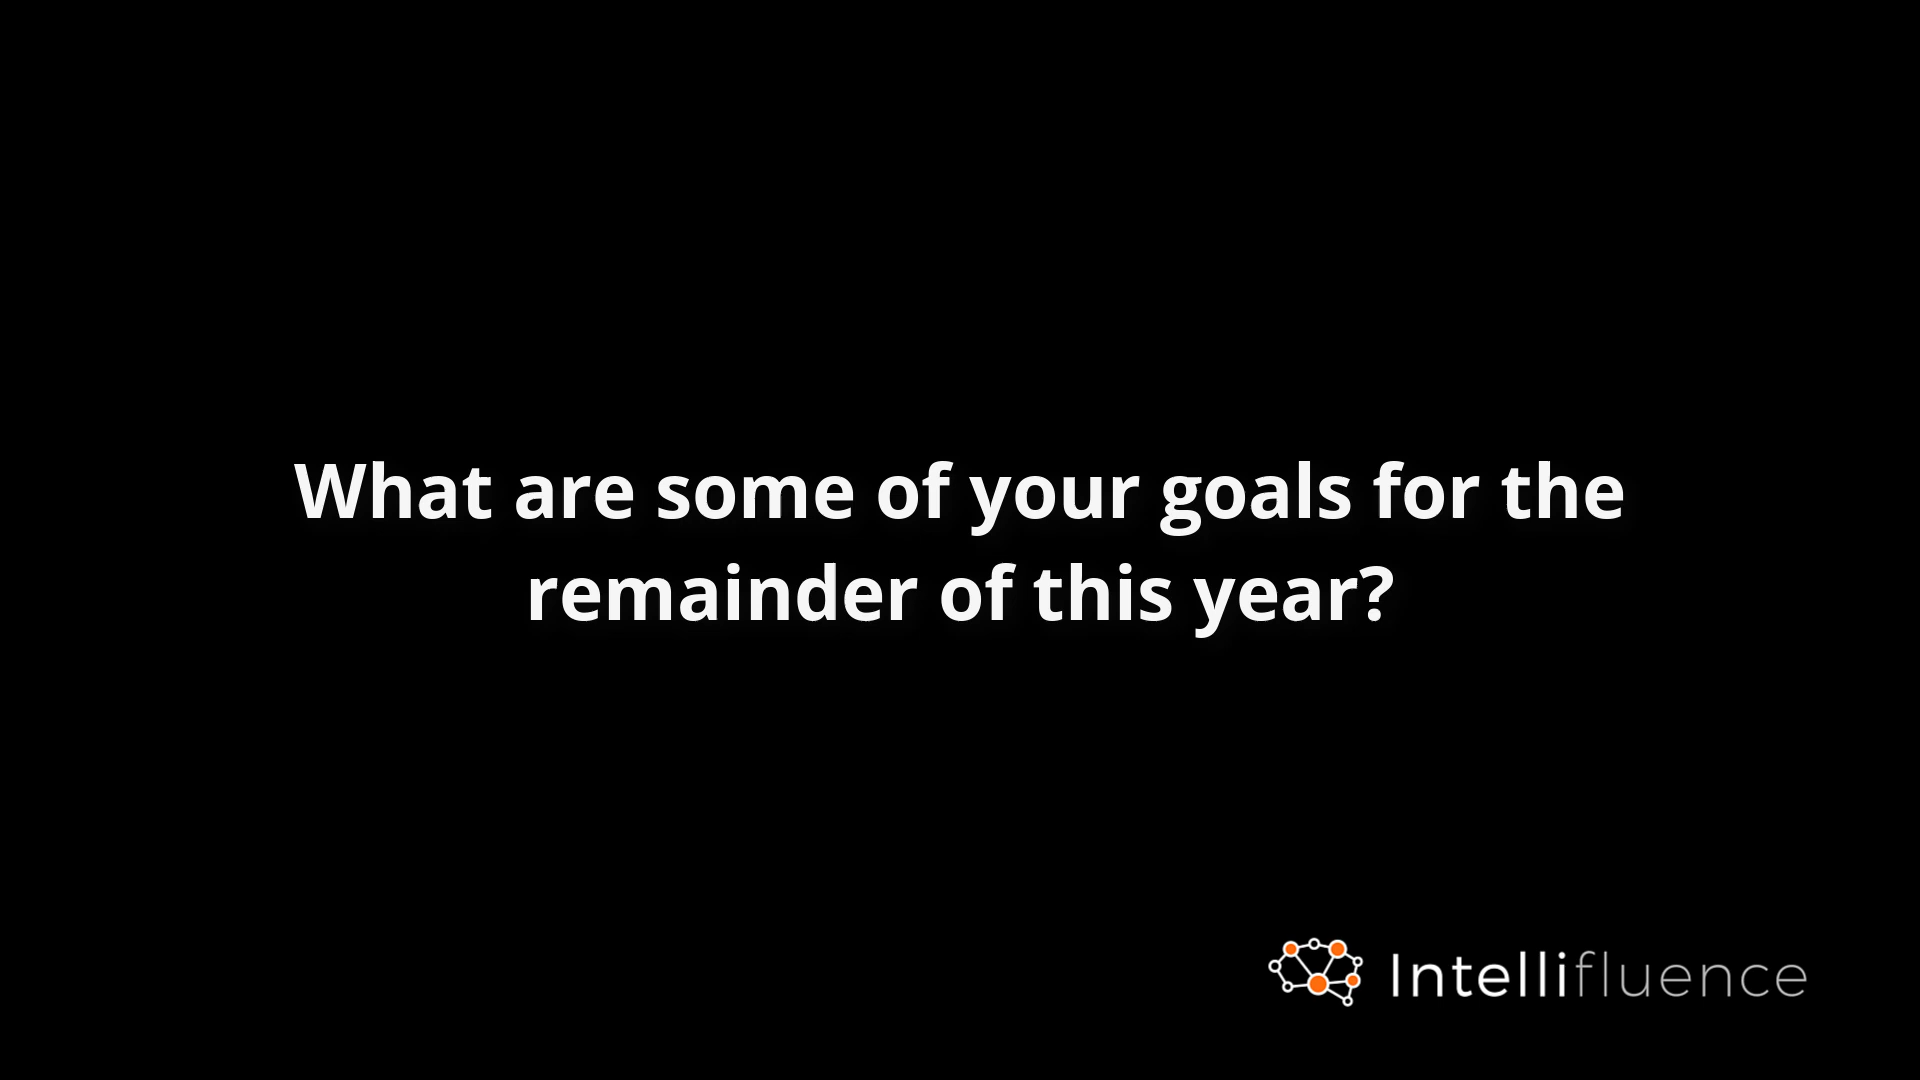 What are some of your goals for the
remainder of this year?
Intellifluence